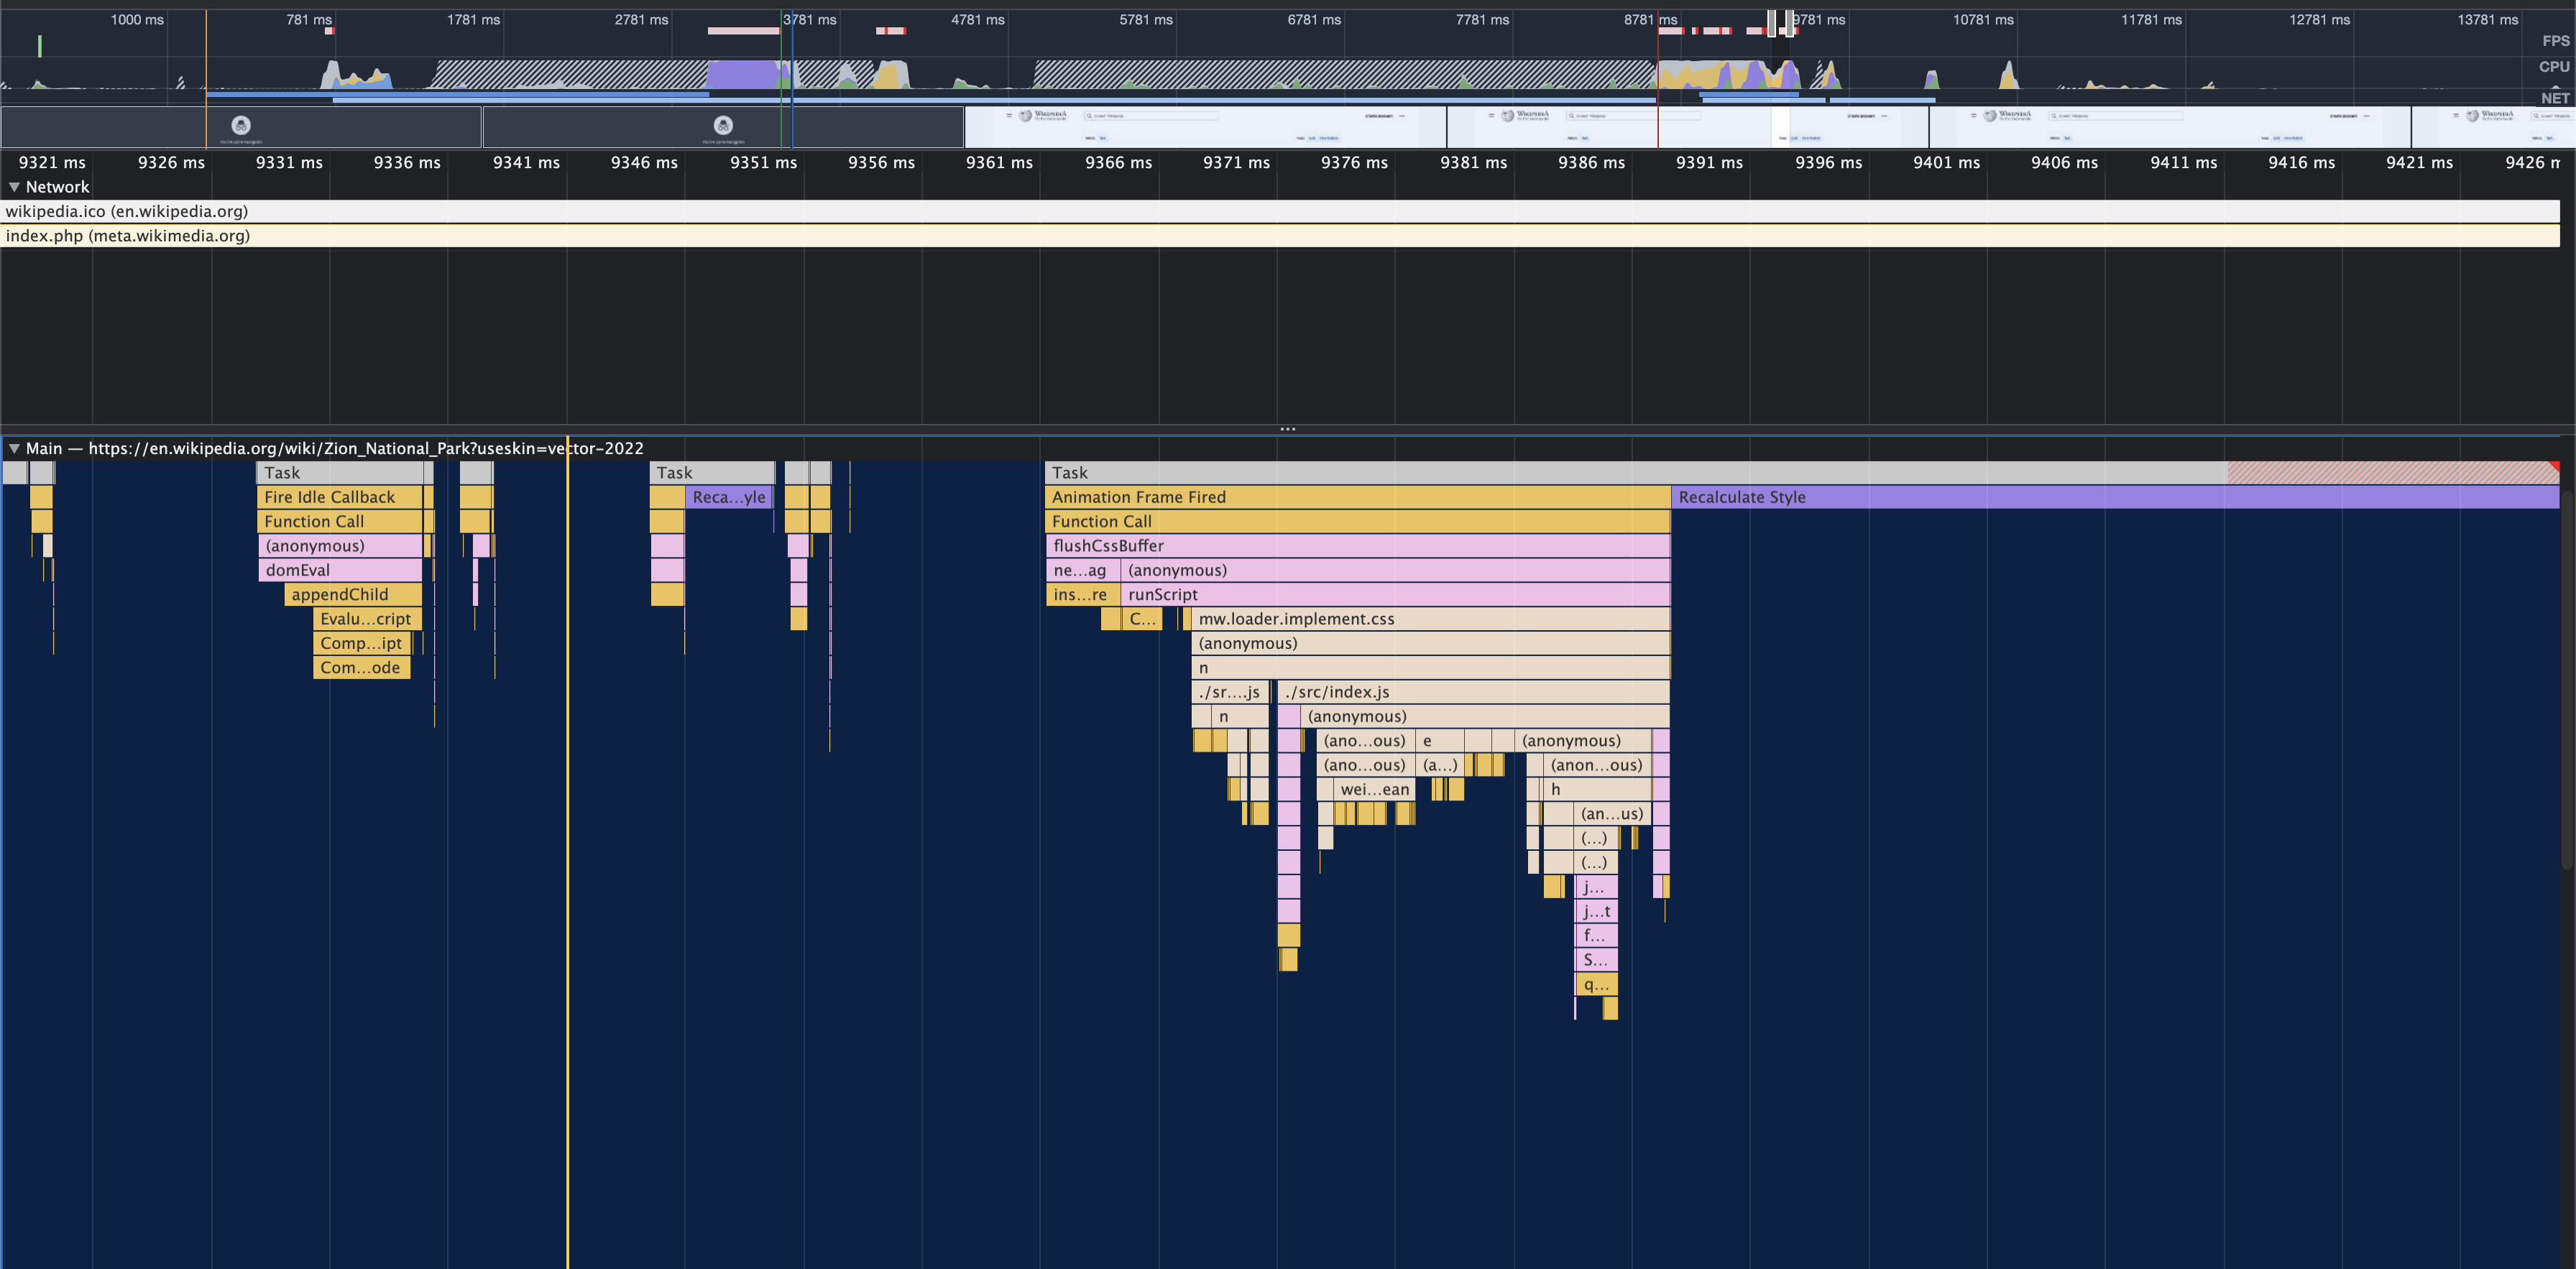 1000 ms 781 ms 1781 ms 2781 ms 3781 ms 4781 ms 5781 ms 6781 ms 7781 ms 8781 ms 9781 ms 10781 ms 11781 ms 12781 ms 13781 ms
FPS
CPU
NET
WIKIPEDIA WIKIPEDIA WIKIPEDIA WIKIPEDIA
9321 ms 9326 ms 9331 ms 9336 ms 9341 ms 9346 ms 9351 ms 9356 ms 9361 ms 9366 ms 9371 ms 9376 ms 9381 ms 9386 ms 9391 ms 9396 ms 9401 ms 9406 ms 9411 ms 9416 ms 9421 ms 9426 m
▼ Network
wikipedia.ico (en.wikipedia.org)
index.php (meta.wikimedia.org)
...
▼ Main — https://en.wikipedia.org/wiki/Zion_National_Park?useskin=vector-2022
Task Task Task
Fire Idle Callback Reca…yle Animation Frame Fired Recalculate Style
Function Call Function Call
(anonymous) flushCssBuffer
domEval ne…ag (anonymous)
appendChild ins…re runScript
Evalu…cript C… mw.loader.implement.css
Comp…ipt (anonymous)
Com…ode n
./sr….js ./src/index.js
n (anonymous)
(ano…ous) e (anonymous)
(ano…ous) (a…) (anon…ous)
wei…ean h
(an…us)
(…)
(…)
j…
j…t
f…
S…
q…